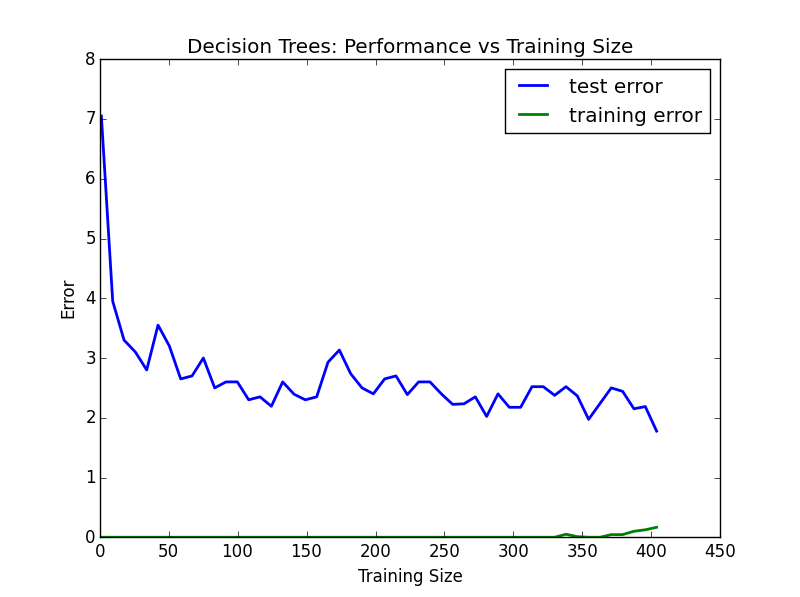 Decision Trees: Performance vs Training Size
test error
training error
8
7
6
5
4
3
2
1
0
Error
0 50 100 150 200 250 300 350 400 450
Training Size